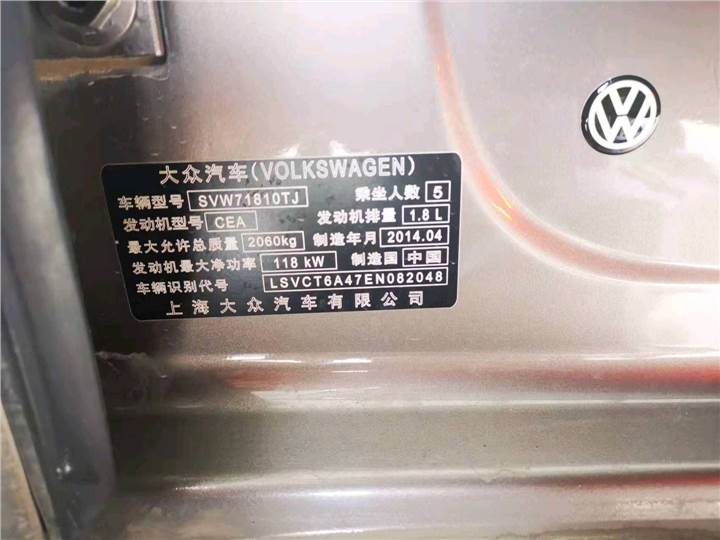 大众汽车(VOLKSWAGEN)
车辆型号 SVW71810TJ 乘坐人数 5
发动机型号 CEA 发动机排量 1.8 L
最大允许总质量 2060kg 制造年月 2014.04
发动机最大净功率 118 kW 制造国 中国
车辆识别代号 LSVCT6A47EN062048
上海大众汽车有限公司